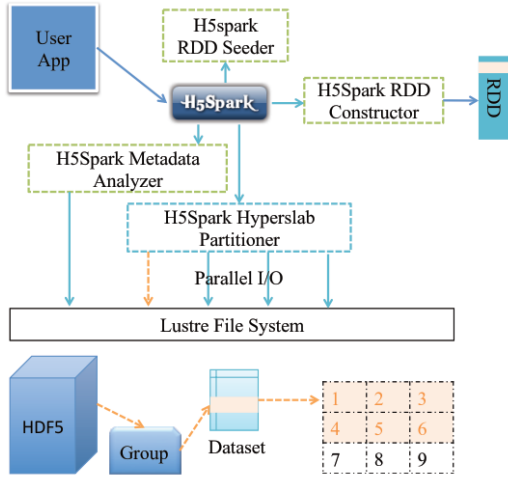 User
App
H5spark
RDD Seeder
H5Spark
H5Spark RDD
Constructor
RDD
H5Spark Metadata
Analyzer
H5Spark Hyperslab
Partitioner
Parallel I/O
Lustre File System
HDF5
Group
Dataset
1 2 3
4 5 6
7 8 9